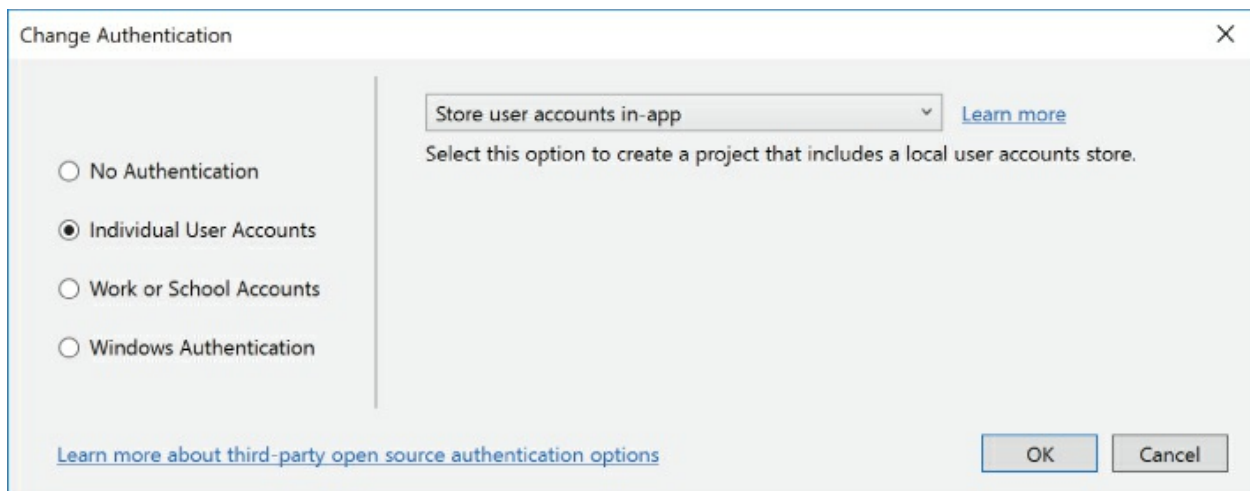 Change Authentication
Store user accounts in-app
Learn more
Select this option to create a project that includes a local user accounts store.
No Authentication
Individual User Accounts
Work or School Accounts
Windows Authentication
Learn more about third-party open source authentication options
OK
Cancel